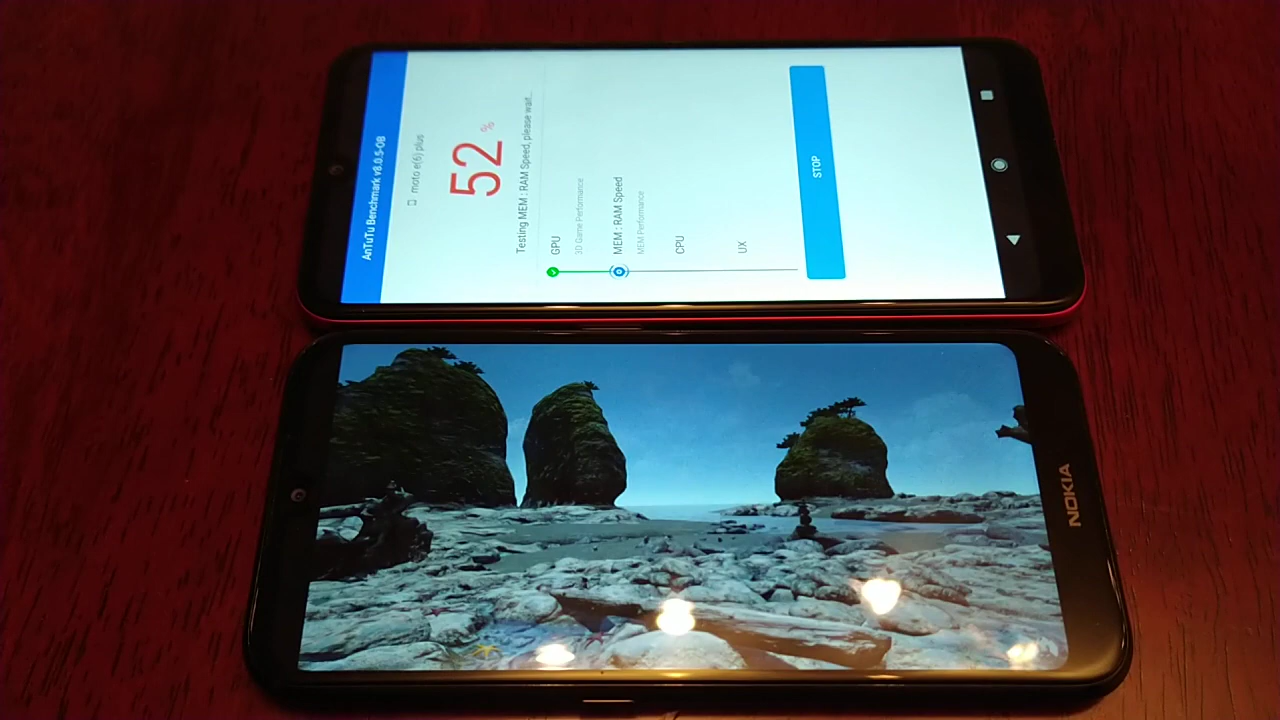 AnTuTu Benchmark v8.0.5-OB
moto e(6) plus
52 %
Testing MEM : RAM Speed, please wait...
GPU
3D Game Performance
MEM : RAM Speed
MEM Performance
CPU
UX
STOP
NOKIA